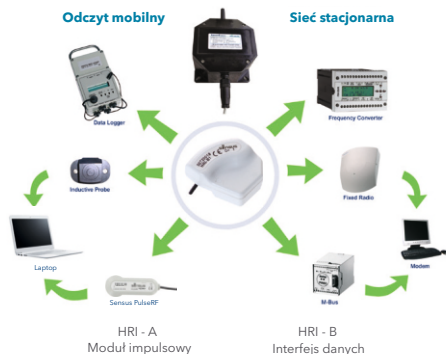 Odczyt mobilny
Sieć stacjonarna
Data Logger
Frequency Converter
Inductive Probe
Fixed Radio
Laptop
Sensus PulseRF
M-Bus
Modem
HRI - A
Moduł impulsowy
HRI - B
Interfejs danych